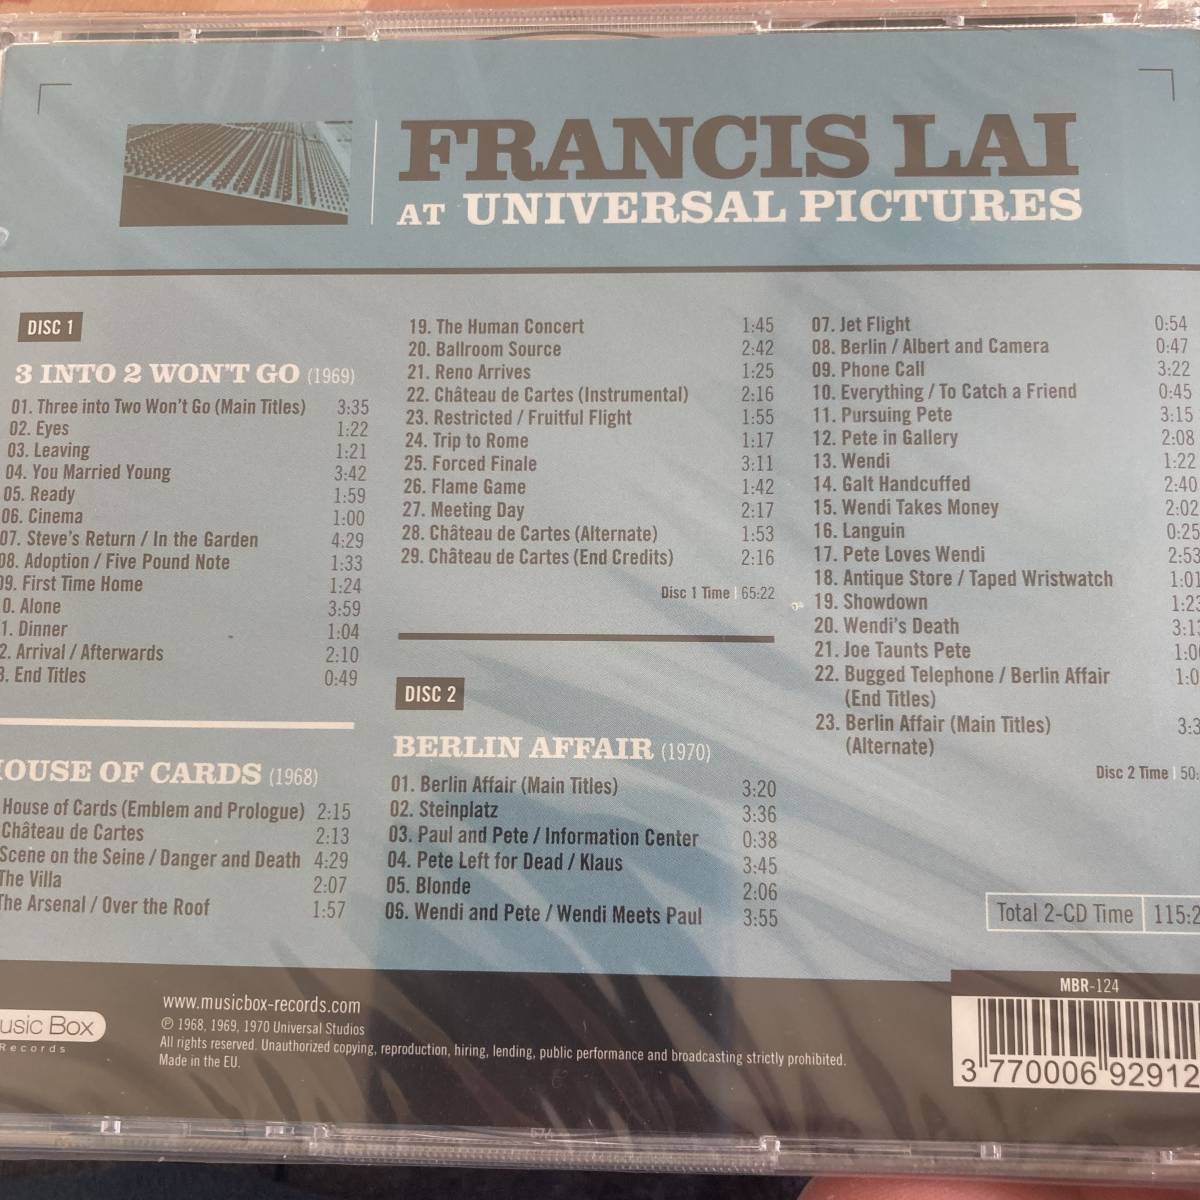 FRANCIS LAI
AT UNIVERSAL PICTURES
DISC 1
3 INTO 2 WON'T GO (1969)
01. Three into Two Won't Go (Main Titles) 3:35
02. Eyes 1:22
03. Leaving 1:21
04. You Married Young 3:42
05. Ready 1:59
06. Cinema 1:00
07. Steve's Return / In the Garden 4:29
08. Adoption / Five Pound Note 1:33
09. First Time Home 1:24
0. Alone 3:59
1. Dinner 1:04
2. Arrival / Afterwards 2:10
3. End Titles 0:49
HOUSE OF CARDS (1968)
House of Cards (Emblem and Prologue) 2:15
Château de Cartes 2:13
Scene on the Seine / Danger and Death 4:29
The Villa 2:07
The Arsenal / Over the Roof 1:57
19. The Human Concert 1:45
20. Ballroom Source 2:42
21. Reno Arrives 1:25
22. Château de Cartes (Instrumental) 2:16
23. Restricted / Fruitful Flight 1:55
24. Trip to Rome 1:17
25. Forced Finale 3:11
26. Flame Game 1:42
27. Meeting Day 2:17
28. Château de Cartes (Alternate) 1:53
29. Château de Cartes (End Credits) 2:16
Disc 1 Time | 65:22
DISC 2
BERLIN AFFAIR (1970)
01. Berlin Affair (Main Titles) 3:20
02. Steinplatz 3:36
03. Paul and Pete / Information Center 0:38
04. Pete Left for Dead / Klaus 3:45
05. Blonde 2:06
06. Wendi and Pete / Wendi Meets Paul 3:55
07. Jet Flight 0:54
08. Berlin / Albert and Camera 0:47
09. Phone Call 3:22
10. Everything / To Catch a Friend 0:45
11. Pursuing Pete 3:15
12. Pete in Gallery 2:08
13. Wendi 1:22
14. Galt Handcuffed 2:40
15. Wendi Takes Money 2:02
16. Languin 0:25
17. Pete Loves Wendi 2:53
18. Antique Store / Taped Wristwatch 1:01
19. Showdown 1:23
20. Wendi's Death
21. Joe Taunts Pete
22. Bugged Telephone / Berlin Affair
(End Titles)
23. Berlin Affair (Main Titles)
(Alternate)
Disc 2 Time | 50:
Total 2-CD Time 115:2
MBR-124
3 770006 92912
usic Box
Records
www.musicbox-records.com
℗ 1968, 1969, 1970 Universal Studios
All rights reserved. Unauthorized copying, reproduction, hiring, lending, public performance and broadcasting strictly prohibited.
Made in the EU.